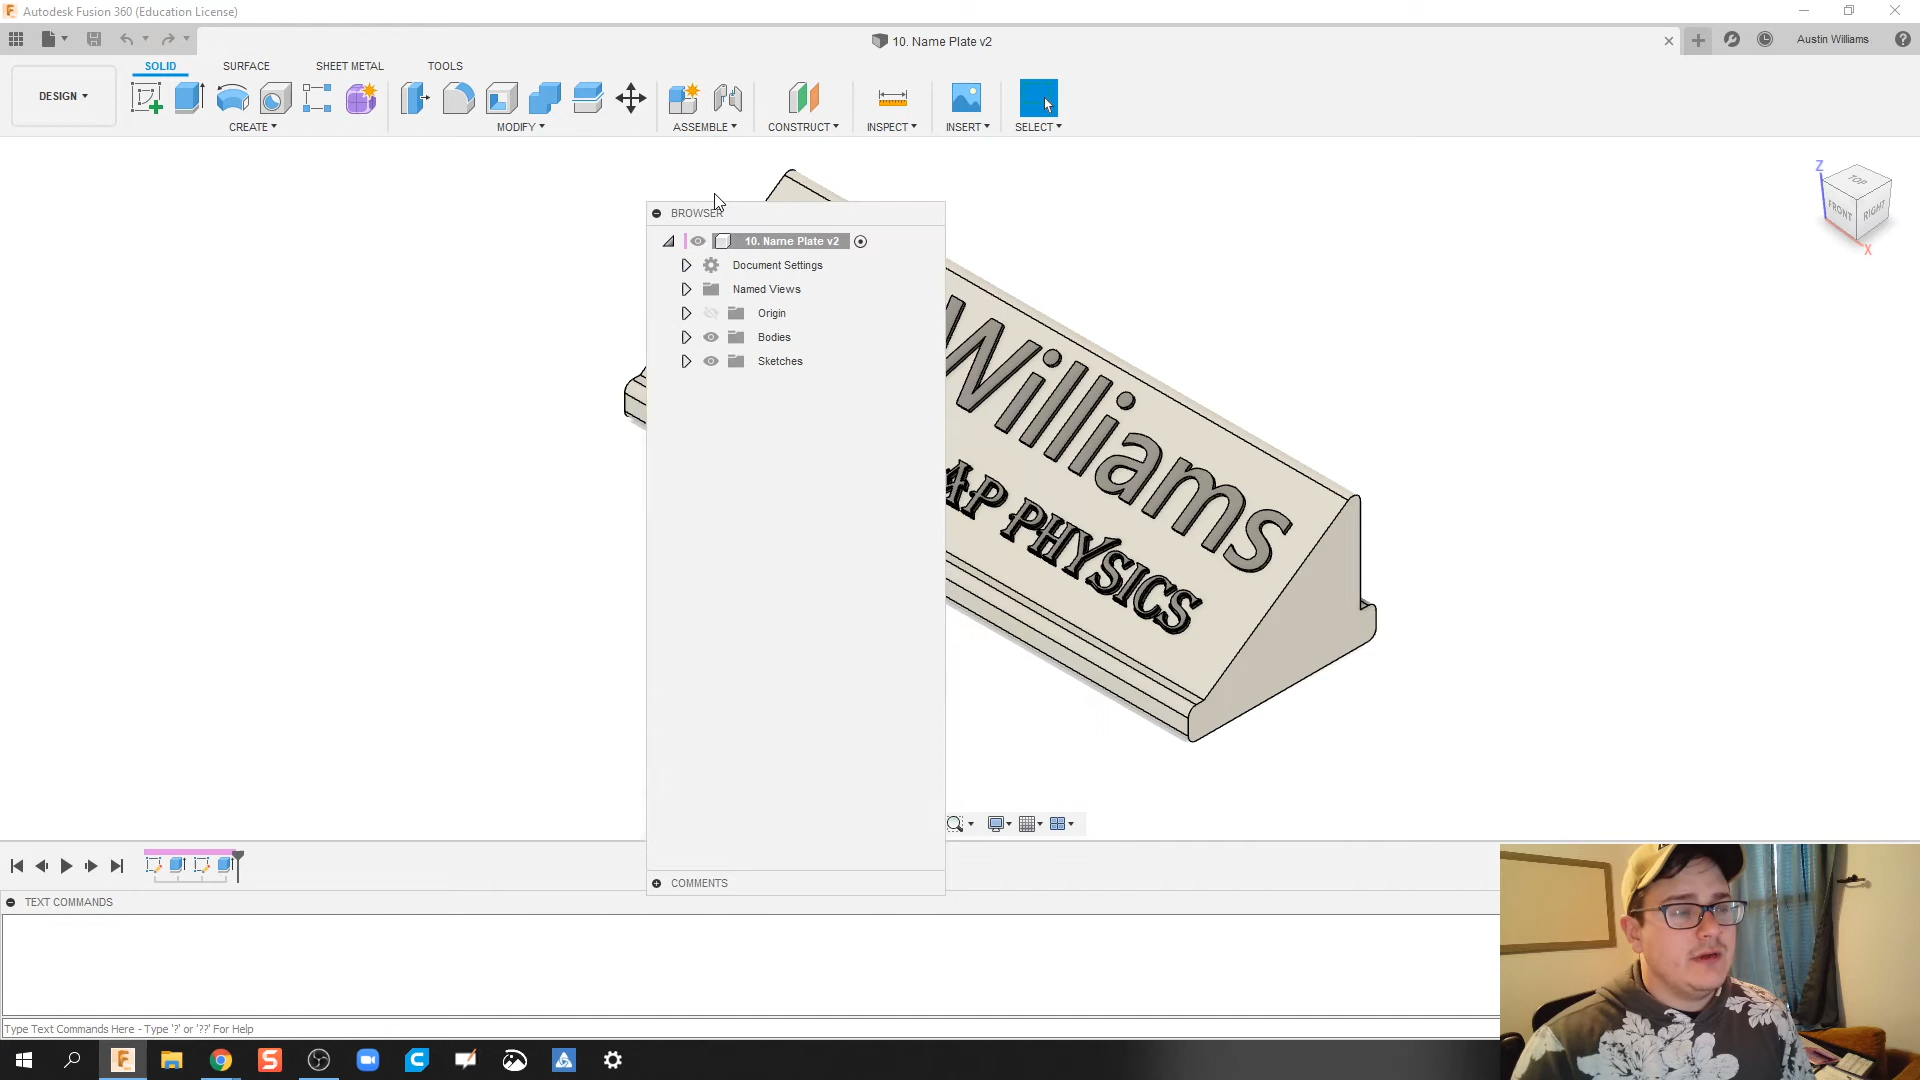 Autodesk Fusion 360 (Education License)
10. Name Plate v2
Austin Williams
SOLID SURFACE SHEET METAL TOOLS
DESIGN
CREATE MODIFY ASSEMBLE CONSTRUCT INSPECT INSERT SELECT
Z
TOP
FRONT
RIGHT
X
BROWSER
10. Name Plate v2
Document Settings
Named Views
Origin
Bodies
Sketches
Williams
AP PHYSICS
COMMENTS
TEXT COMMANDS
Type Text Commands Here - Type '?' or '??' For Help